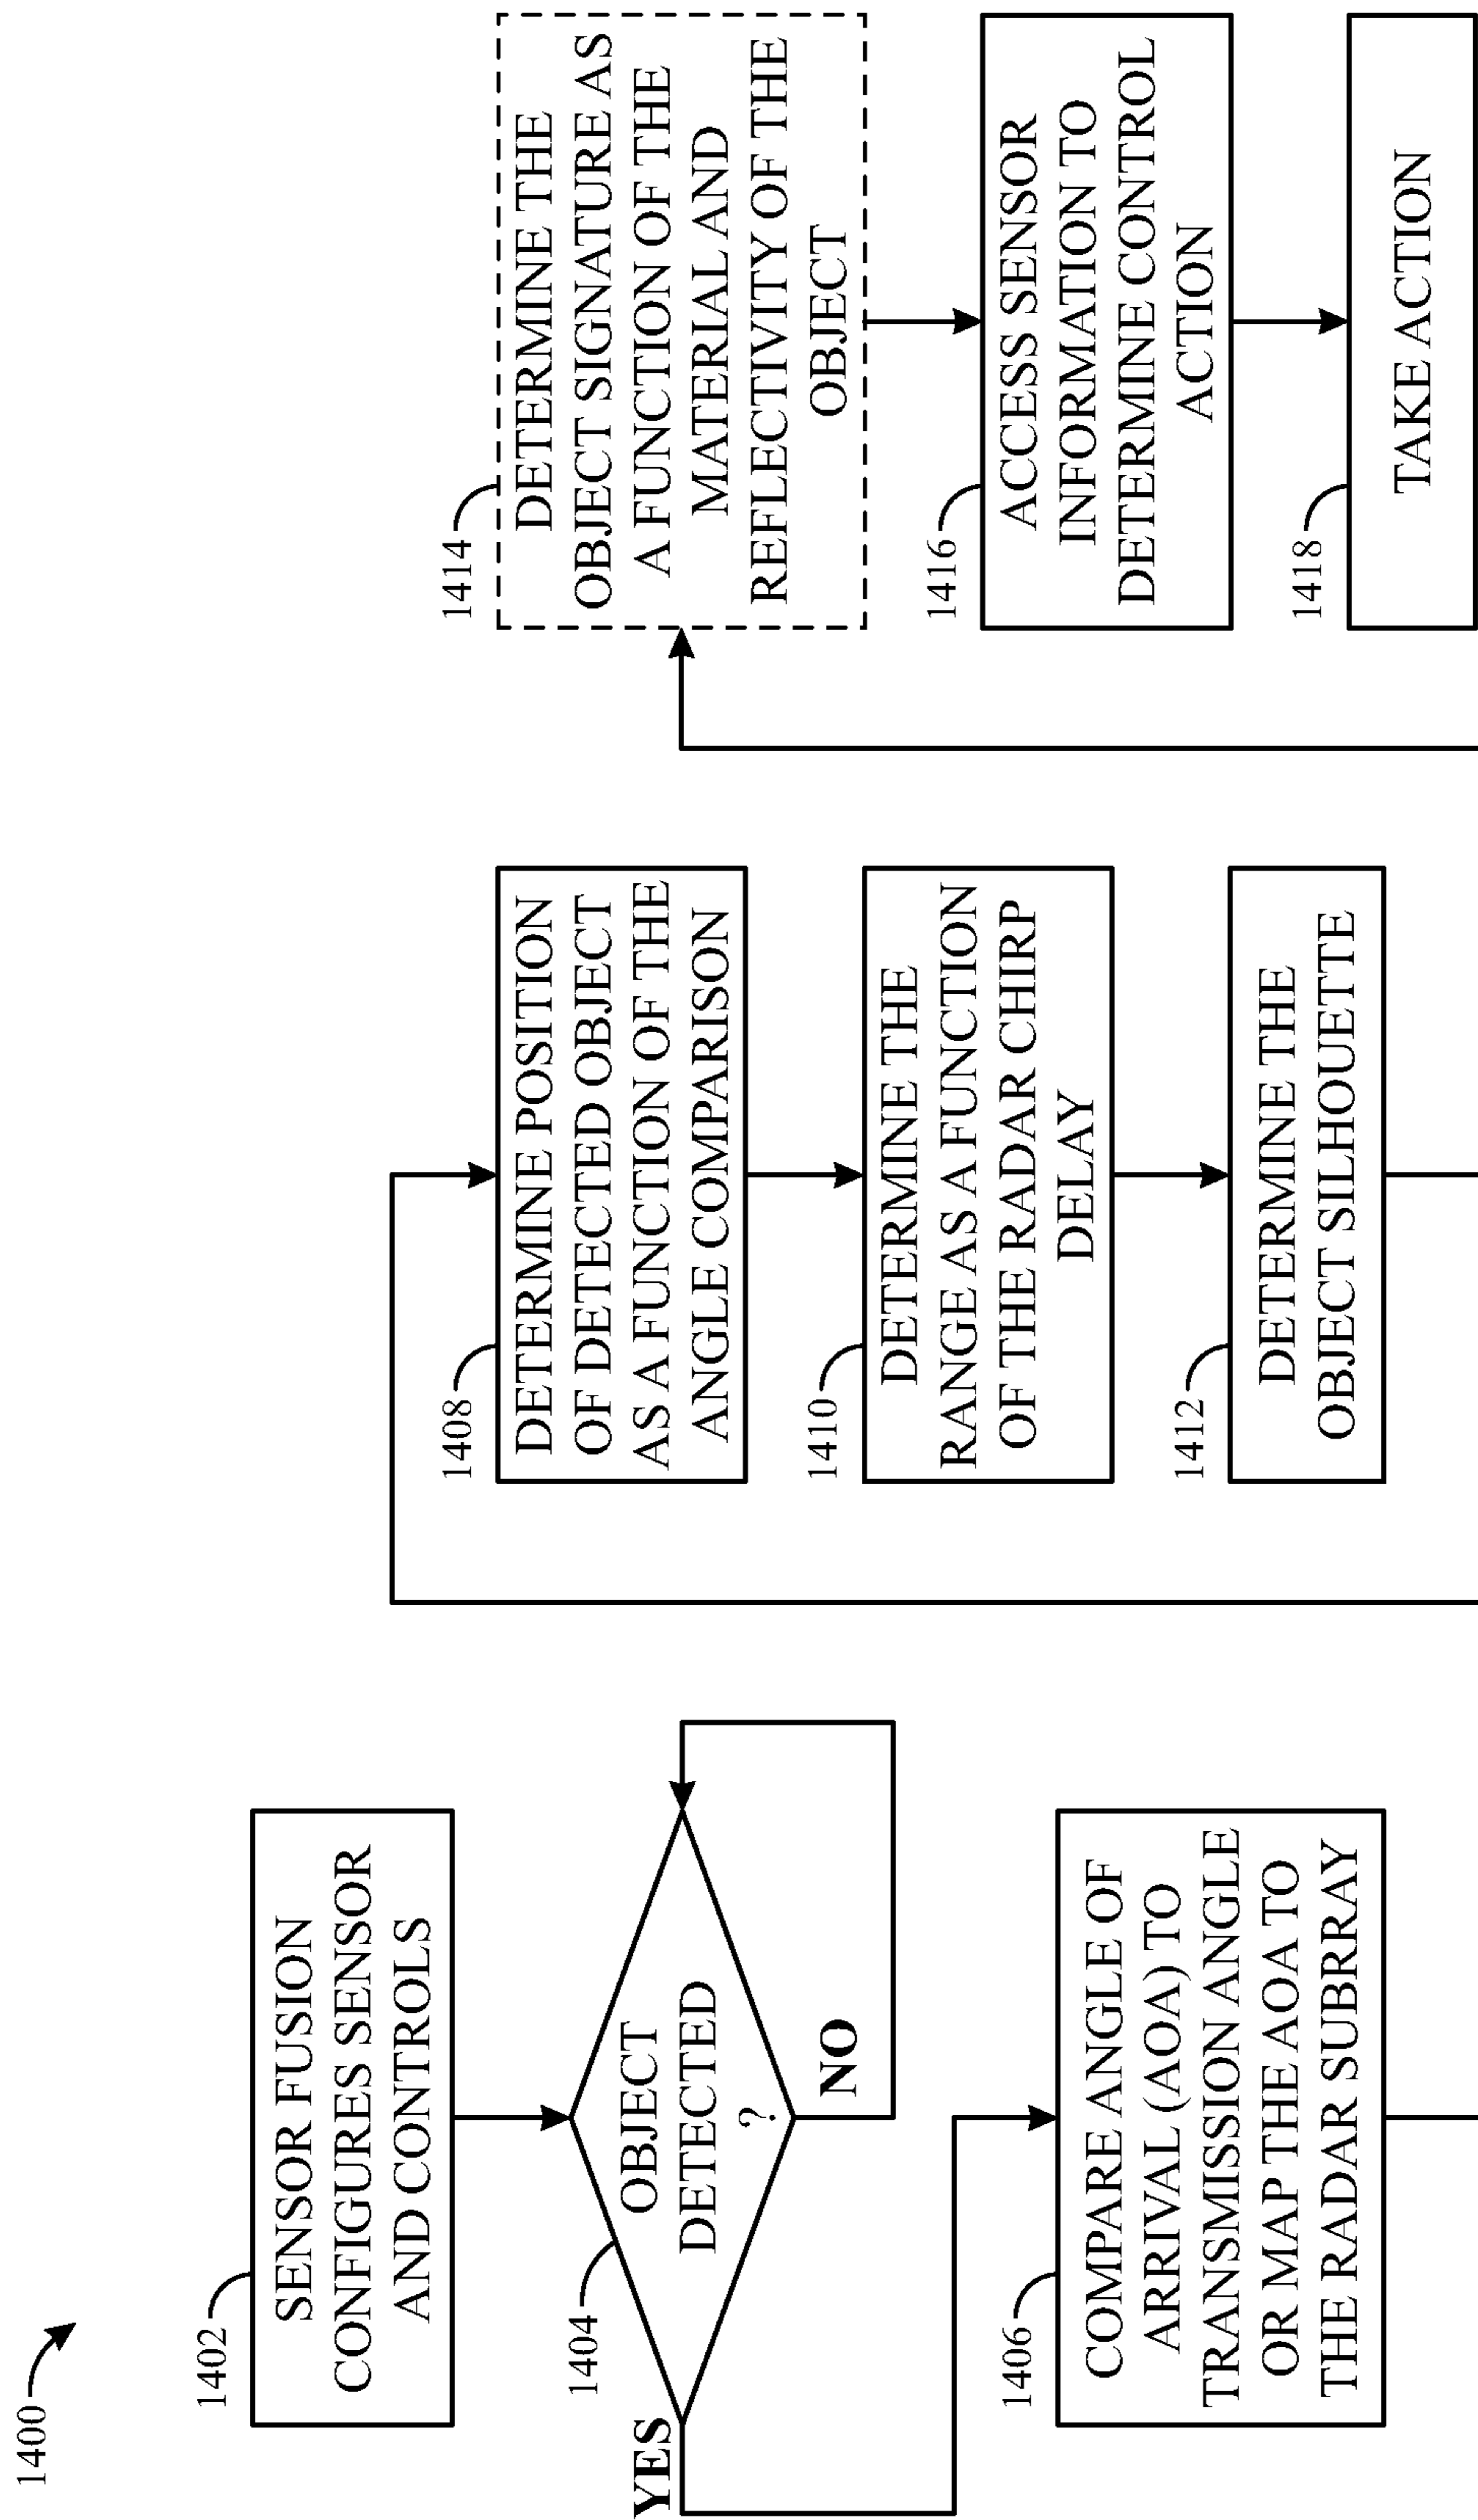 1400
1402
SENSOR FUSION
CONFIGURES SENSOR
AND CONTROLS
1404
OBJECT
DETECTED
?
YES
NO
1406
COMPARE ANGLE OF
ARRIVAL (AOA) TO
TRANSMISSION ANGLE
OR MAP THE AOA TO
THE RADAR SUBRRAY
1408
DETERMINE POSITION
OF DETECTED OBJECT
AS A FUNCTION OF THE
ANGLE COMPARISON
1410
DETERMINE THE
RANGE AS A FUNCTION
OF THE RADAR CHIRP
DELAY
1412
DETERMINE THE
OBJECT SILHOUETTE
1414
DETERMINE THE
OBJECT SIGNATURE AS
A FUNCTION OF THE
MATERIAL AND
REFLECTIVITY OF THE
OBJECT
1416
ACCESS SENSOR
INFORMATION TO
DETERMINE CONTROL
ACTION
1418
TAKE ACTION